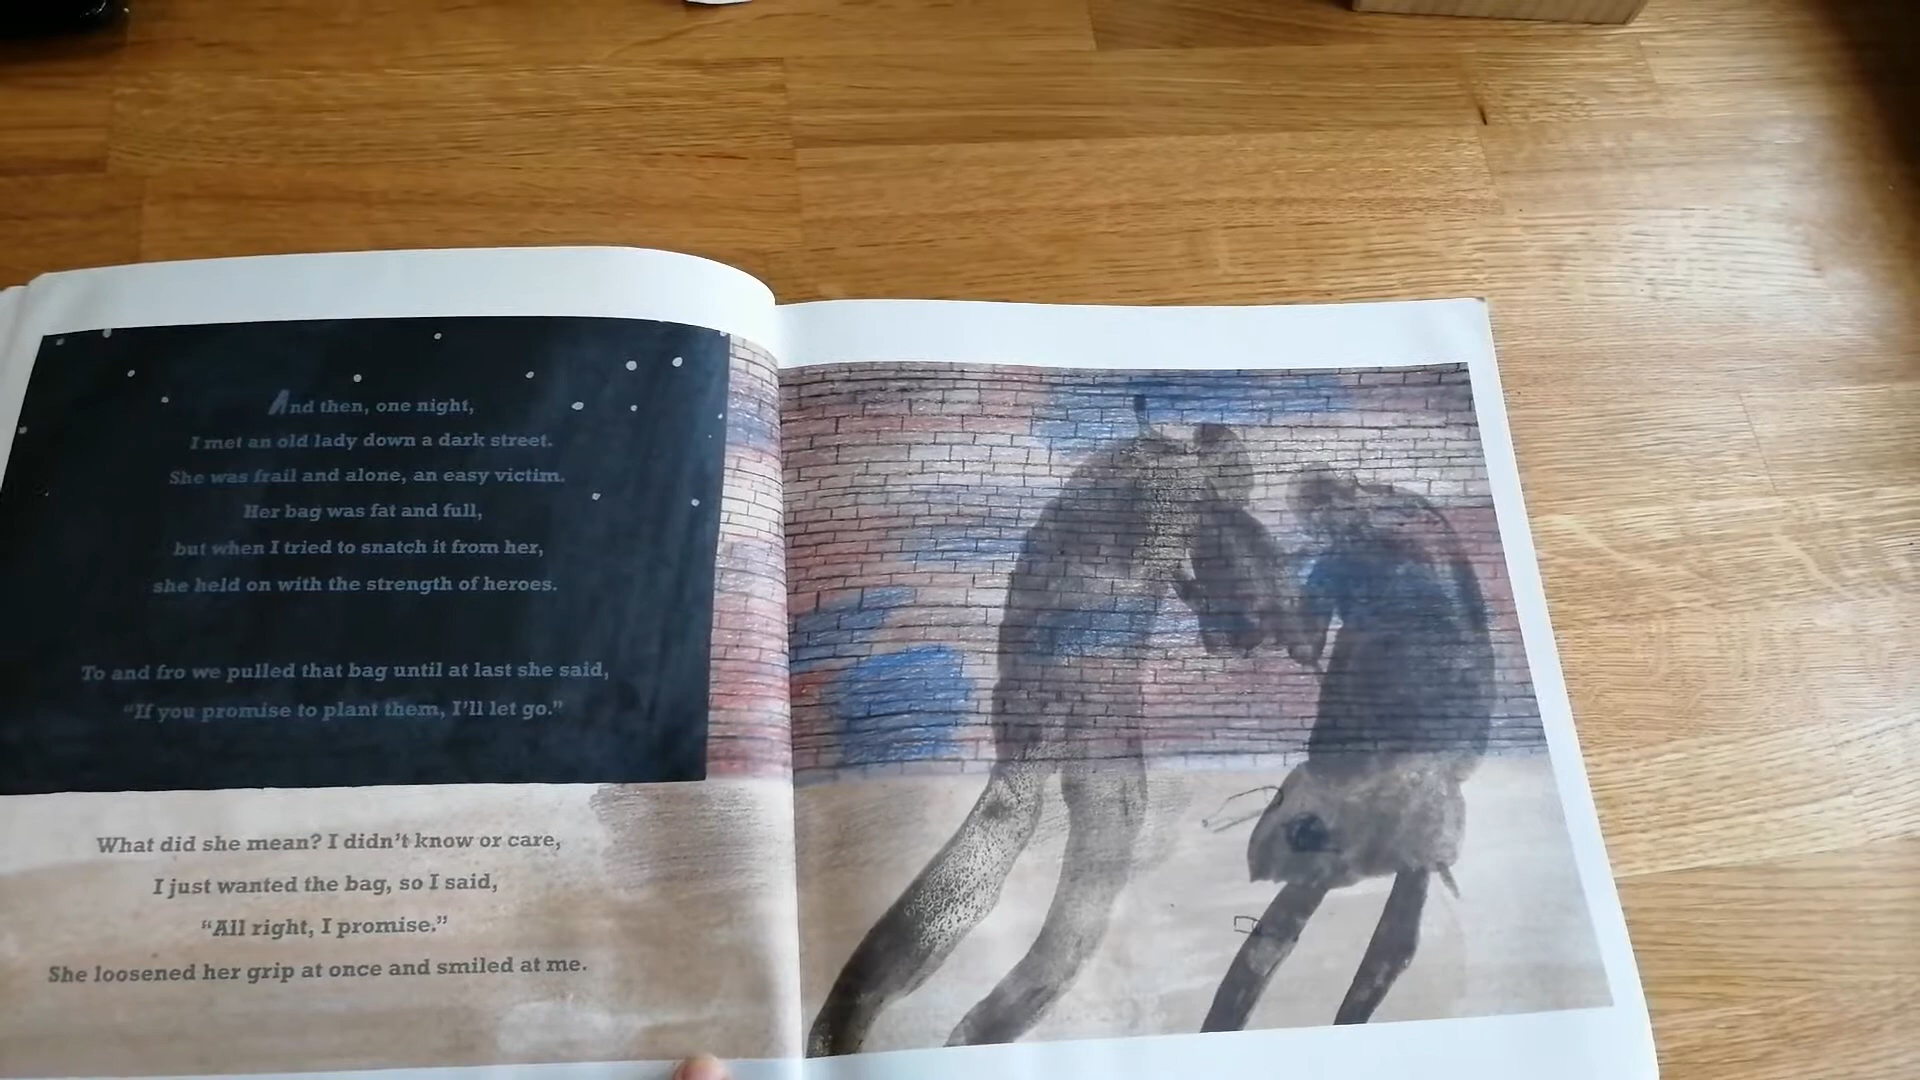 And then, one night,
I met an old lady down a dark street.
She was frail and alone, an easy victim.
Her bag was fat and full,
but when I tried to snatch it from her,
she held on with the strength of heroes.
To and fro we pulled that bag until at last she said,
“If you promise to plant them, I’ll let go.”
What did she mean? I didn’t know or care,
I just wanted the bag, so I said,
“All right, I promise.”
She loosened her grip at once and smiled at me.